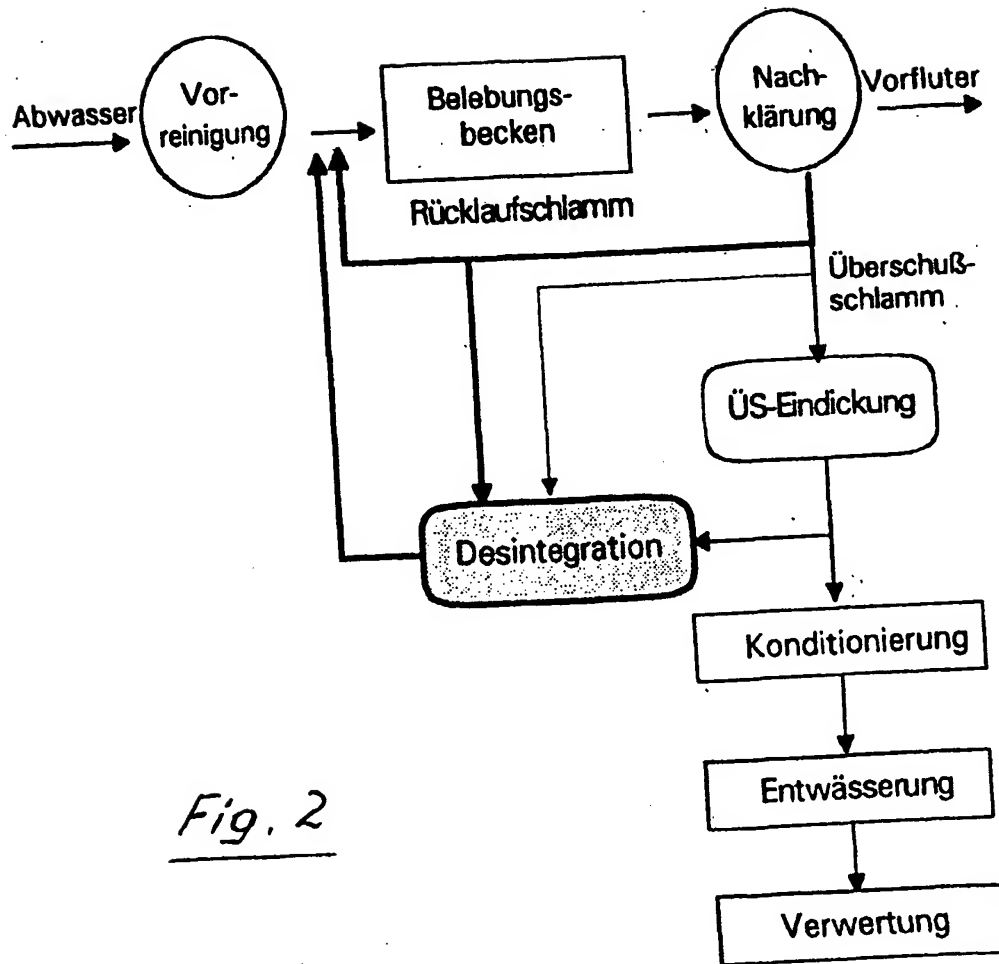 Abwasser
Vor-
reinigung
Belebungs-
becken
Nach-
klärung
Vorfluter
Rücklaufschlamm
Überschuß-
schlamm
ÜS-Eindickung
Desintegration
Konditionierung
Entwässerung
Verwertung
Fig. 2